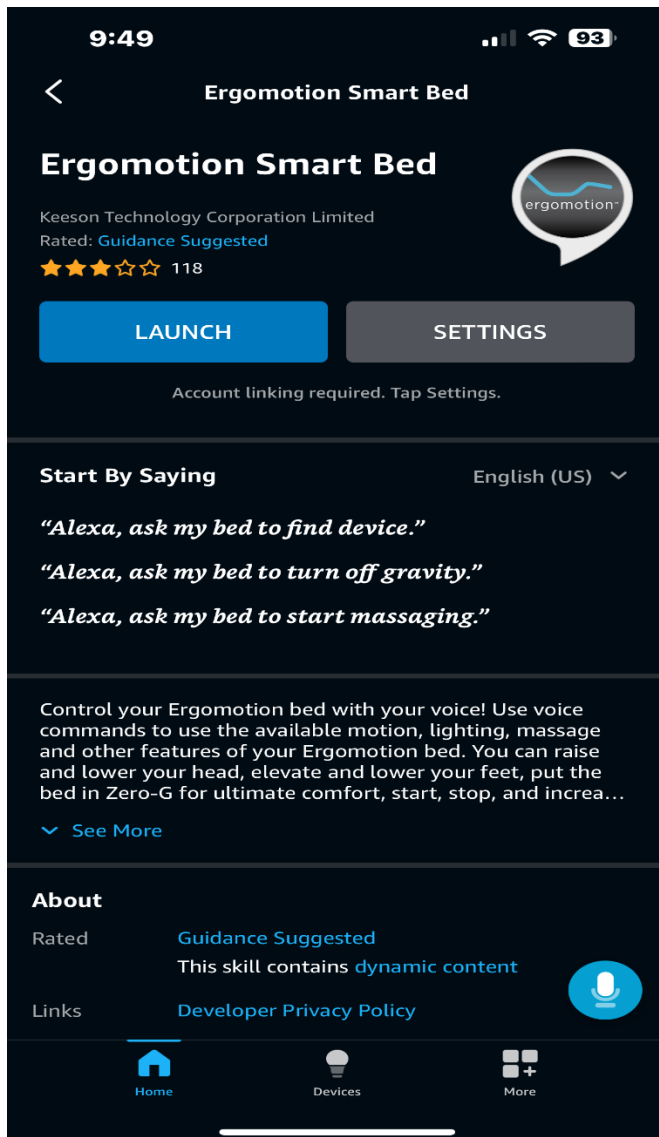 9:49
93
Ergomotion Smart Bed
Ergomotion Smart Bed
ergomotion™
Keeson Technology Corporation Limited
Rated: Guidance Suggested
118
LAUNCH
SETTINGS
Account linking required. Tap Settings.
Start By Saying
English (US)
“Alexa, ask my bed to find device.”
“Alexa, ask my bed to turn off gravity.”
“Alexa, ask my bed to start massaging.”
Control your Ergomotion bed with your voice! Use voice
commands to use the available motion, lighting, massage
and other features of your Ergomotion bed. You can raise
and lower your head, elevate and lower your feet, put the
bed in Zero-G for ultimate comfort, start, stop, and increa...
See More
About
Rated
Guidance Suggested
This skill contains dynamic content
Links
Developer Privacy Policy
Home
Devices
More